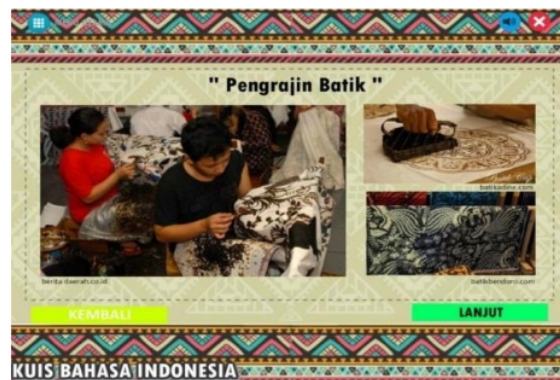 " Pengrajin Batik "
batikadine.com
berita daerah.co.id
batikbendoro.com
KEMBALI
LANJUT
KUIS BAHASA INDONESIA